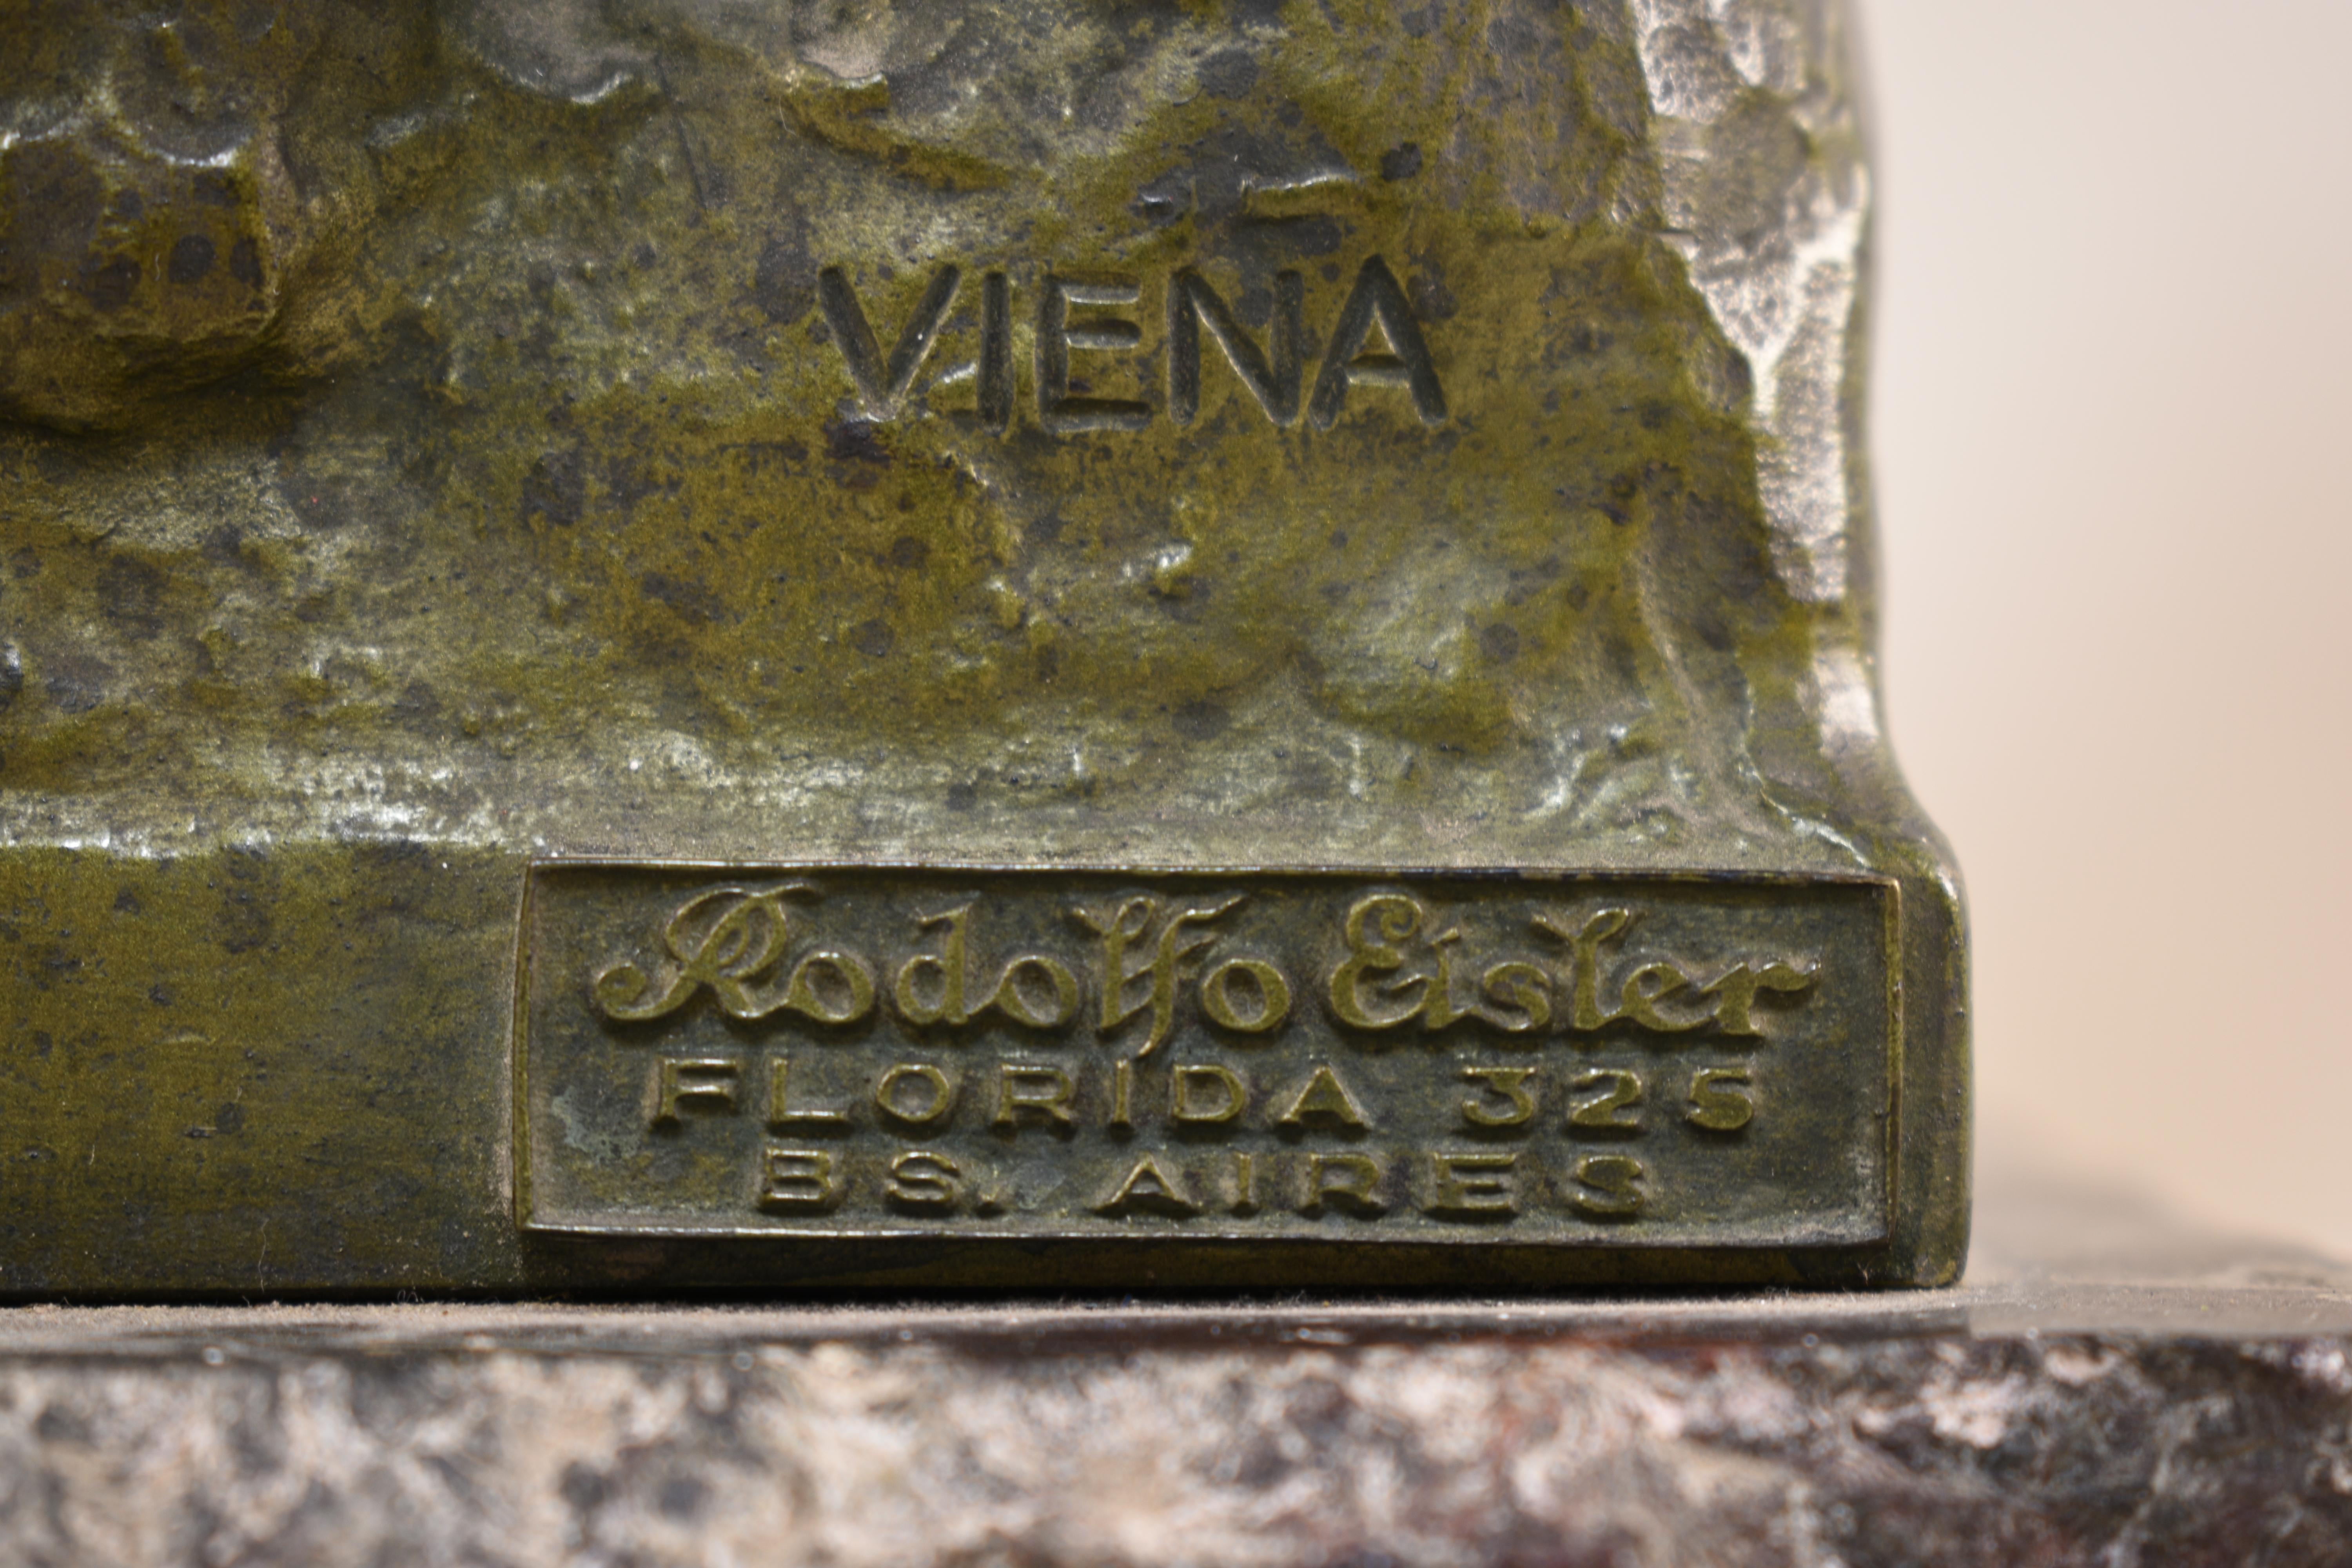 VIENA
Rodolfo Eisler
FLORIDA 325
BS. AIRES